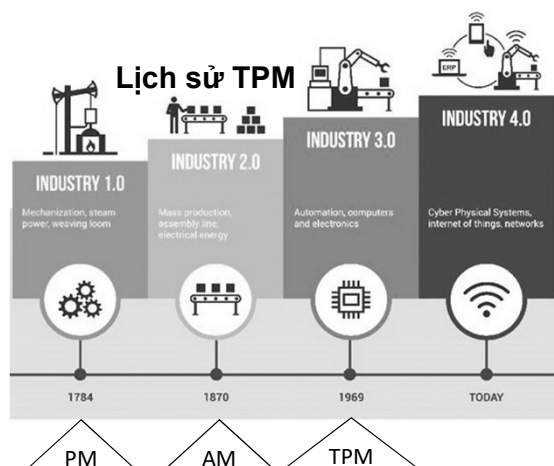 Lịch sử TPM
ERP
INDUSTRY 1.0
Mechanization, steam
power, weaving loom
INDUSTRY 2.0
Mass production,
assembly line,
electrical energy
INDUSTRY 3.0
Automation, computers
and electronics
INDUSTRY 4.0
Cyber Physical Systems,
internet of things, networks
1784
1870
1969
TODAY
PM
AM
TPM